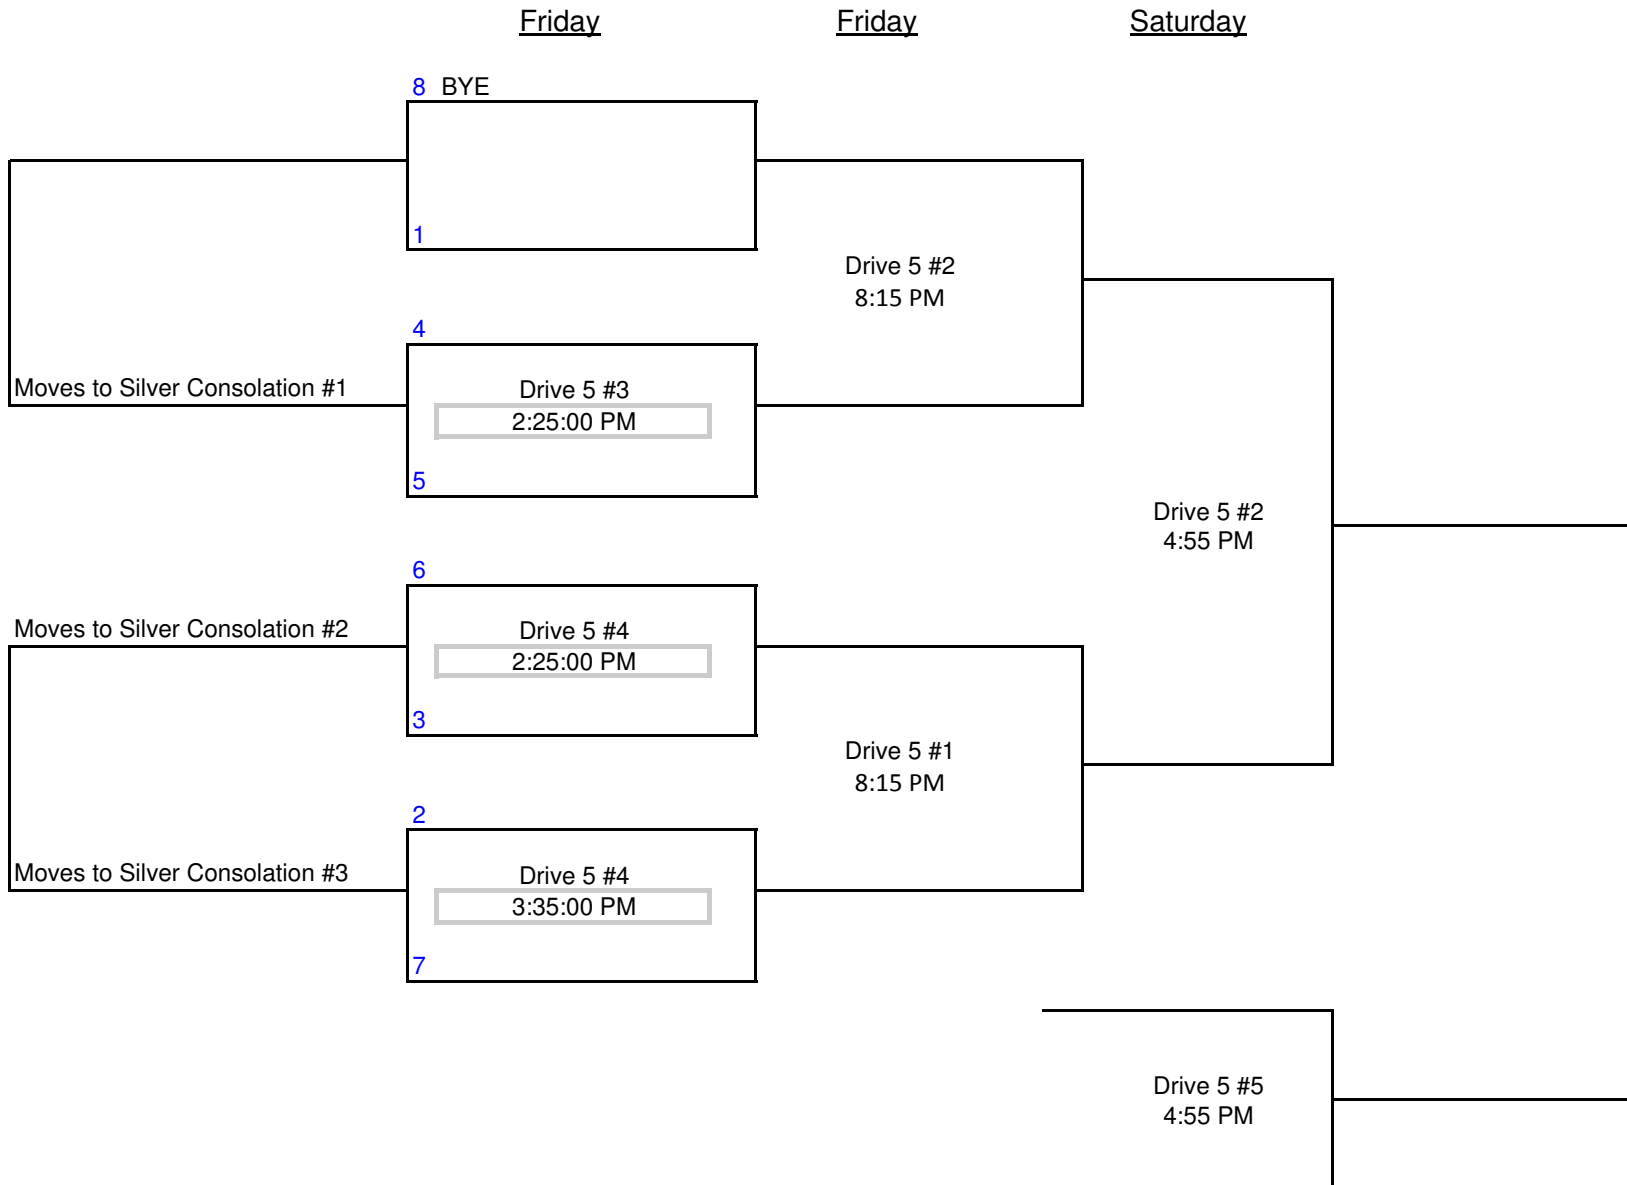 Friday Friday Saturday
8 BYE
1
Drive 5 #2
8:15 PM
4
Moves to Silver Consolation #1
Drive 5 #3
2:25:00 PM
5
Drive 5 #2
4:55 PM
6
Moves to Silver Consolation #2
Drive 5 #4
2:25:00 PM
3
Drive 5 #1
8:15 PM
2
Moves to Silver Consolation #3
Drive 5 #4
3:35:00 PM
7
Drive 5 #5
4:55 PM